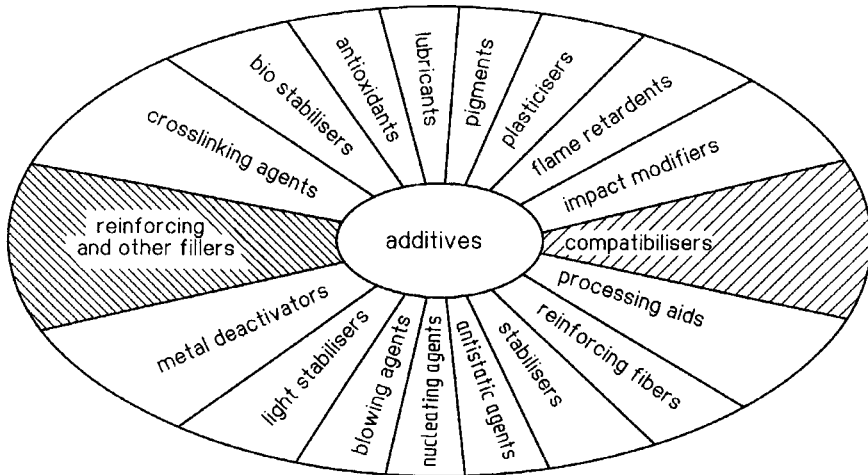 crosslinking agents
bio stabilisers
antioxidants
lubricants
pigments
plasticisers
flame retardents
impact modifiers
reinforcing
and other fillers
additives
compatibilisers
metal deactivators
light stabilisers
blowing agents
nucleating agents
antistatic agents
stabilisers
reinforcing fibers
processing aids